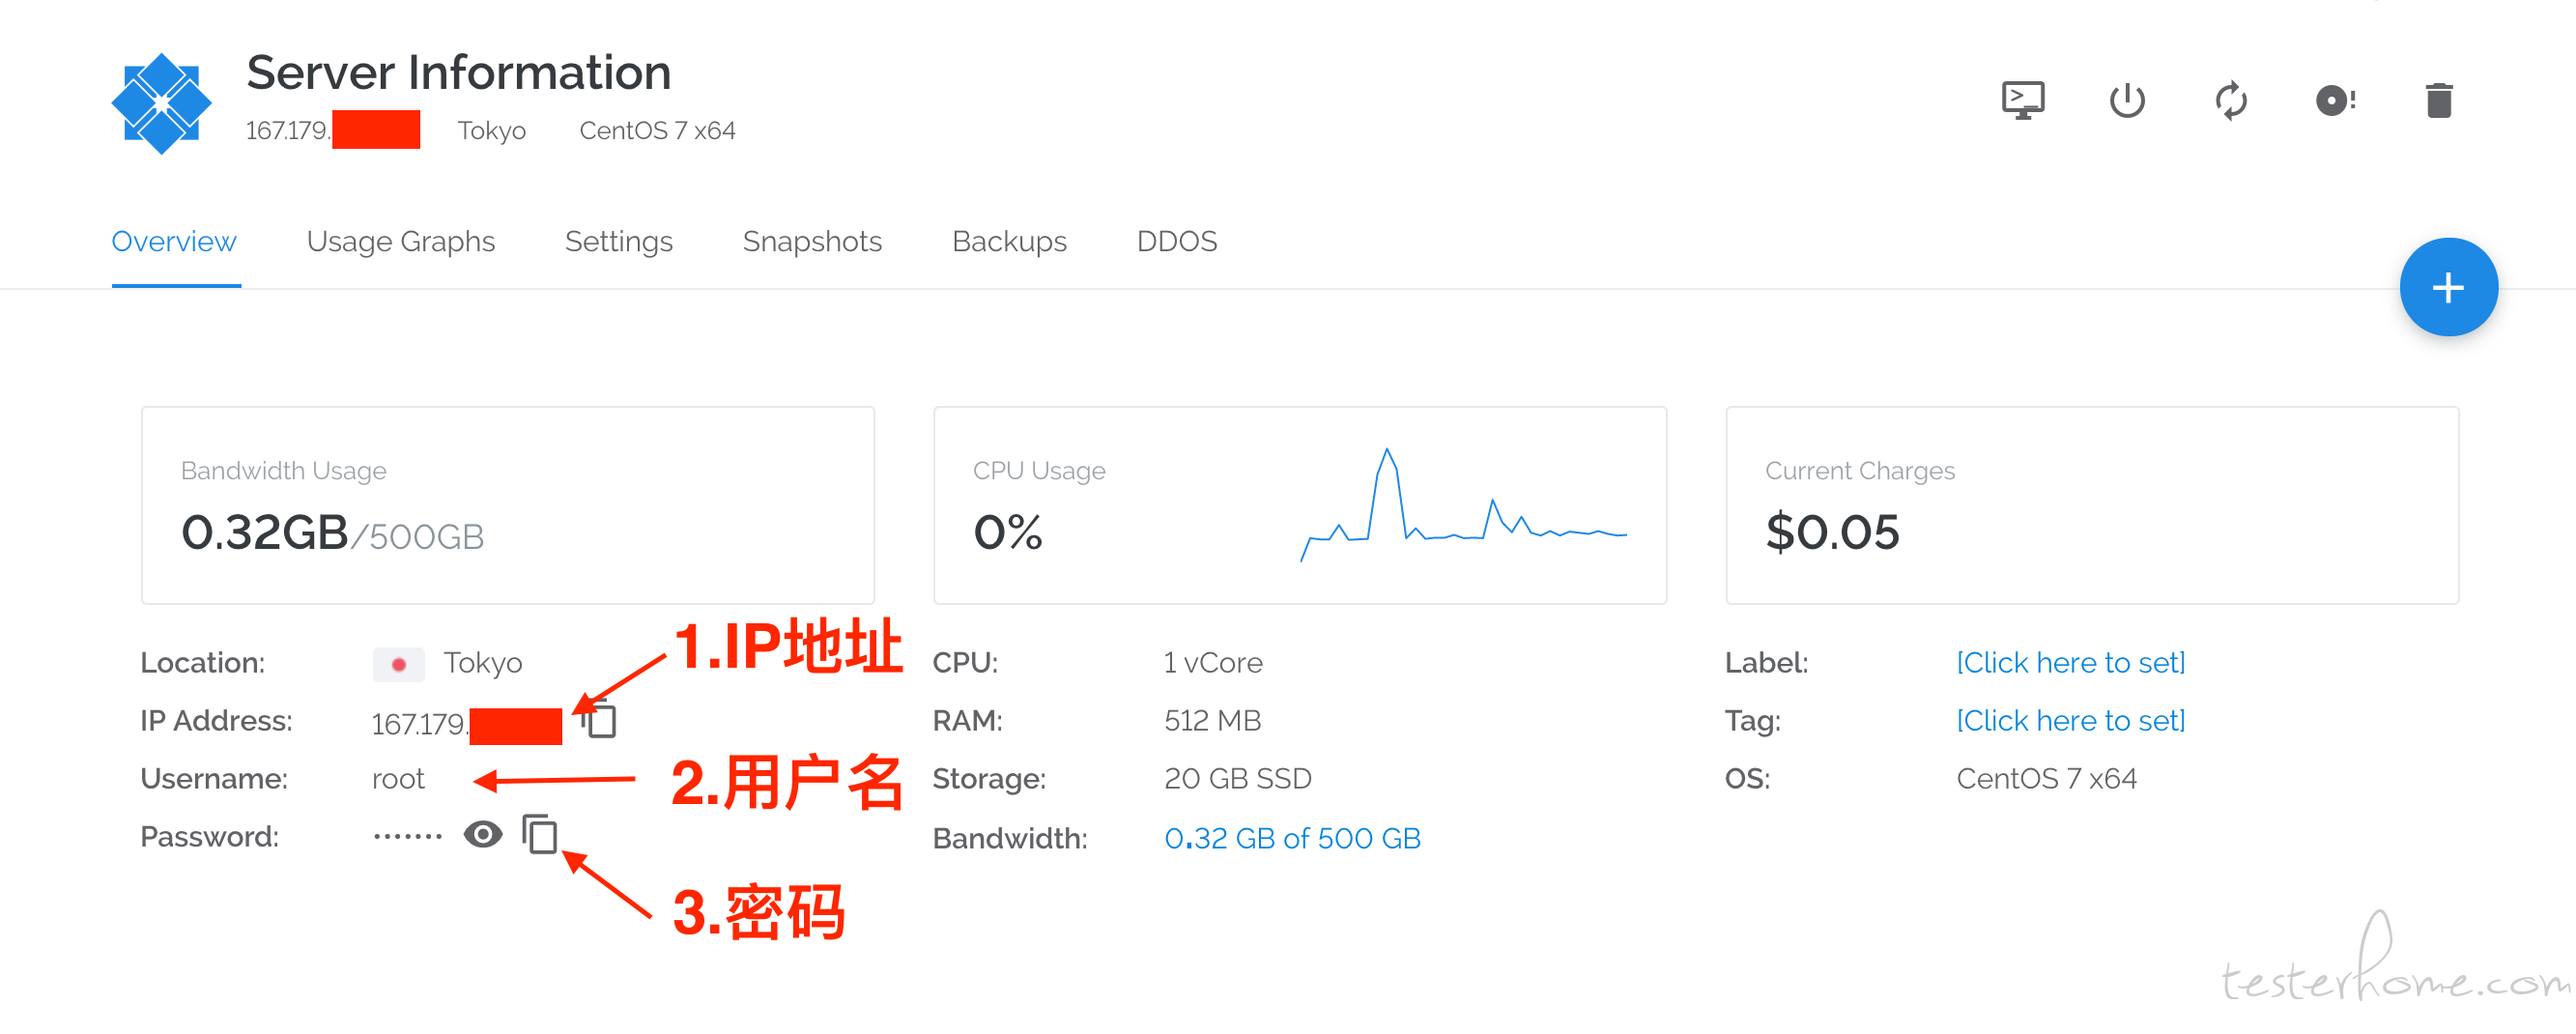 Server Information
167.179. Tokyo CentOS 7 x64
Overview Usage Graphs Settings Snapshots Backups DDOS
Bandwidth Usage
0.32GB/500GB
CPU Usage
0%
Current Charges
$0.05
1.IP地址
Location: Tokyo
IP Address: 167.179.
2.用户名
Username: root
Password: •••••••
3.密码
CPU: 1 vCore
RAM: 512 MB
Storage: 20 GB SSD
Bandwidth: 0.32 GB of 500 GB
Label: [Click here to set]
Tag: [Click here to set]
OS: CentOS 7 x64
testerhome.com